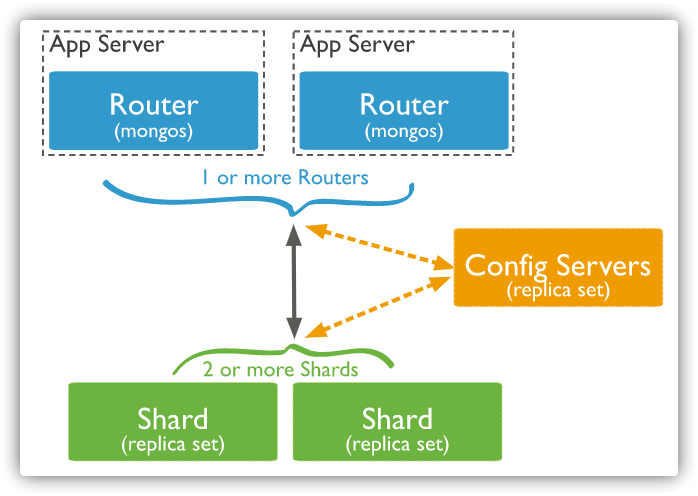 App Server
App Server
Router
(mongos)
Router
(mongos)
1 or more Routers
Config Servers
(replica set)
2 or more Shards
Shard
(replica set)
Shard
(replica set)